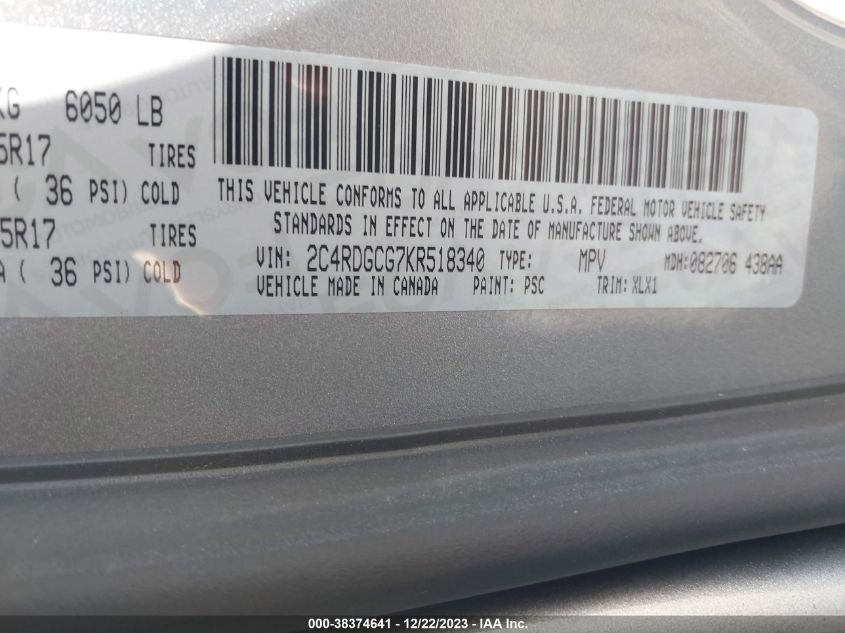 KG 6050 LB
5R17 TIRES
( 36 PSI) COLD
5R17 TIRES
A ( 36 PSI) COLD
THIS VEHICLE CONFORMS TO ALL APPLICABLE U.S.A. FEDERAL MOTOR VEHICLE SAFETY
STANDARDS IN EFFECT ON THE DATE OF MANUFACTURE SHOWN ABOVE.
VIN: 2C4RDGCG7KR518340 TYPE: MPV MDH:082706 438AA
VEHICLE MADE IN CANADA PAINT: PSC TRIM: XLX1
000-38374641 - 12/22/2023 - IAA Inc.